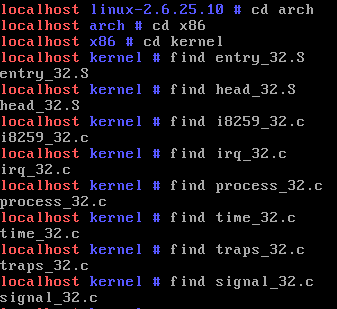 localhost linux-2.6.25.10 # cd arch
localhost arch # cd x86
localhost x86 # cd kernel
localhost kernel # find entry_32.S
entry_32.S
localhost kernel # find head_32.S
head_32.S
localhost kernel # find i8259_32.c
i8259_32.c
localhost kernel # find irq_32.c
irq_32.c
localhost kernel # find process_32.c
process_32.c
localhost kernel # find time_32.c
time_32.c
localhost kernel # find traps_32.c
traps_32.c
localhost kernel # find signal_32.c
signal_32.c